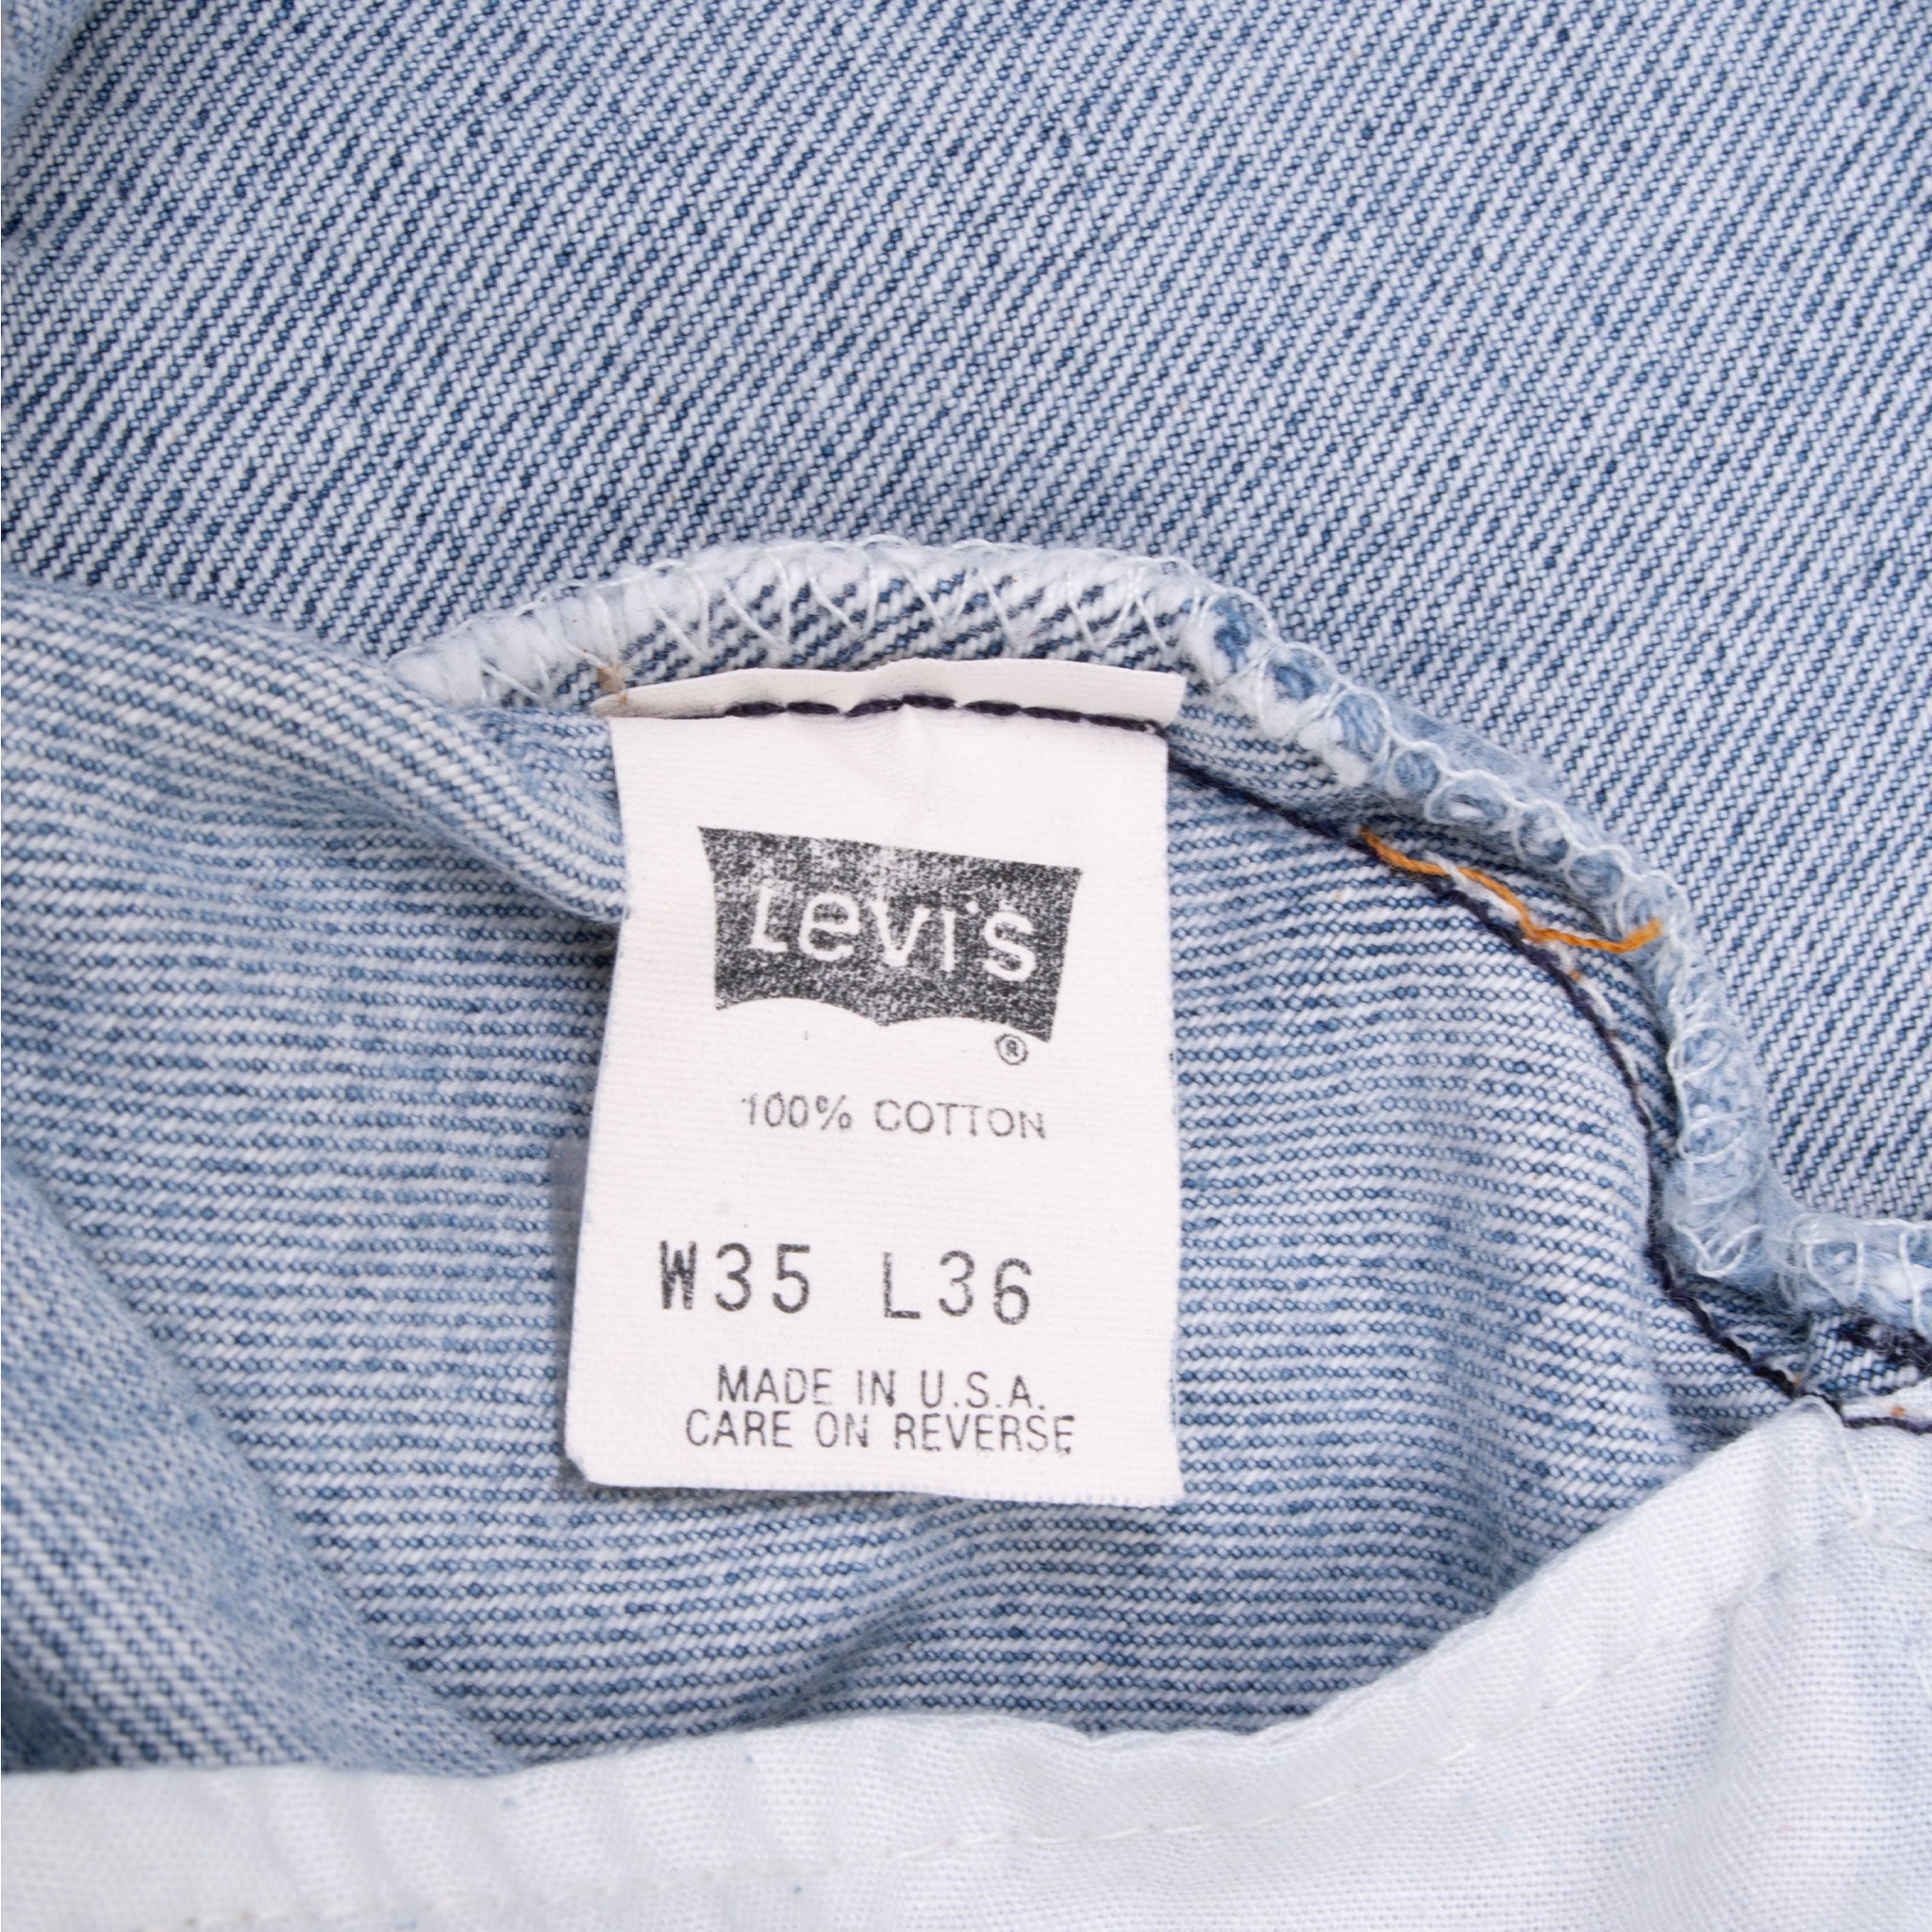 Levi's
®
100% COTTON
W35 L36
MADE IN U.S.A.
CARE ON REVERSE